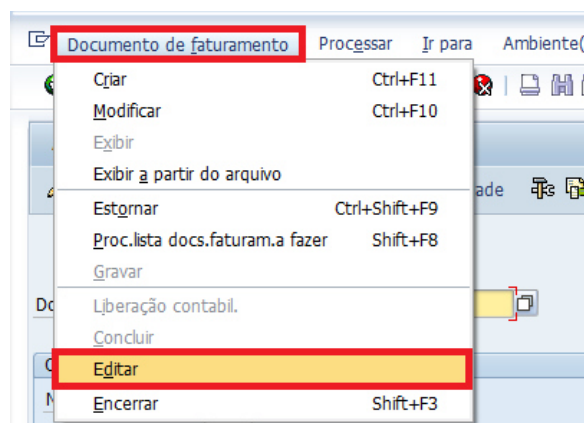 Documento de faturamento Processar Ir para Ambiente(
Criar Ctrl+F11
Modificar Ctrl+F10
Exibir
Exibir a partir do arquivo
ade
Estornar Ctrl+Shift+F9
Proc.lista docs.faturam.a fazer Shift+F8
Gravar
Do
Liberação contabil.
Concluir
Editar
Encerrar Shift+F3